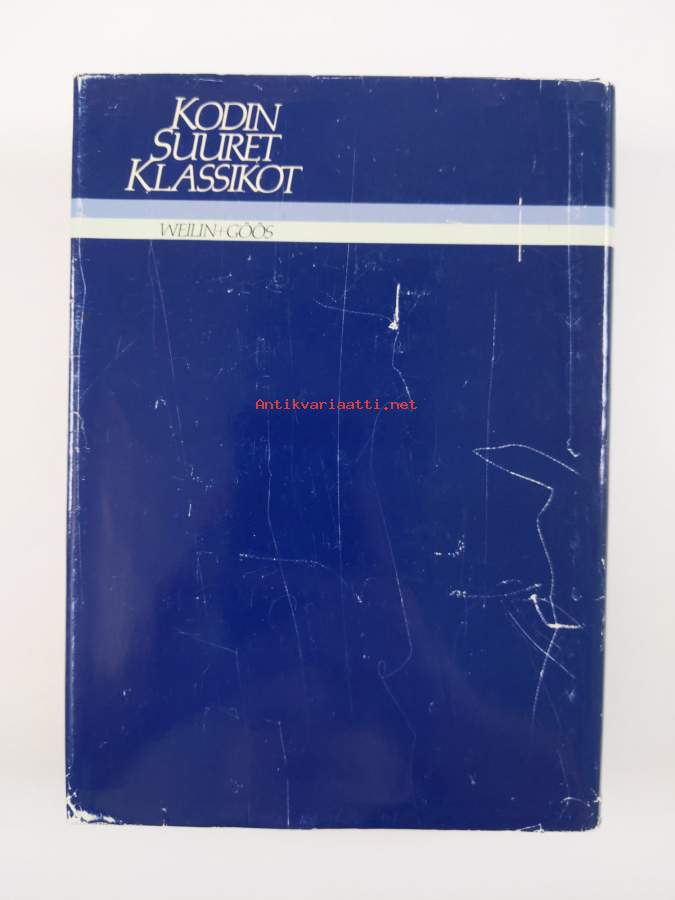 KODIN
SUURET
KLASSIKOT
WEILIN+GÖÖS
Antikvariaatti.net